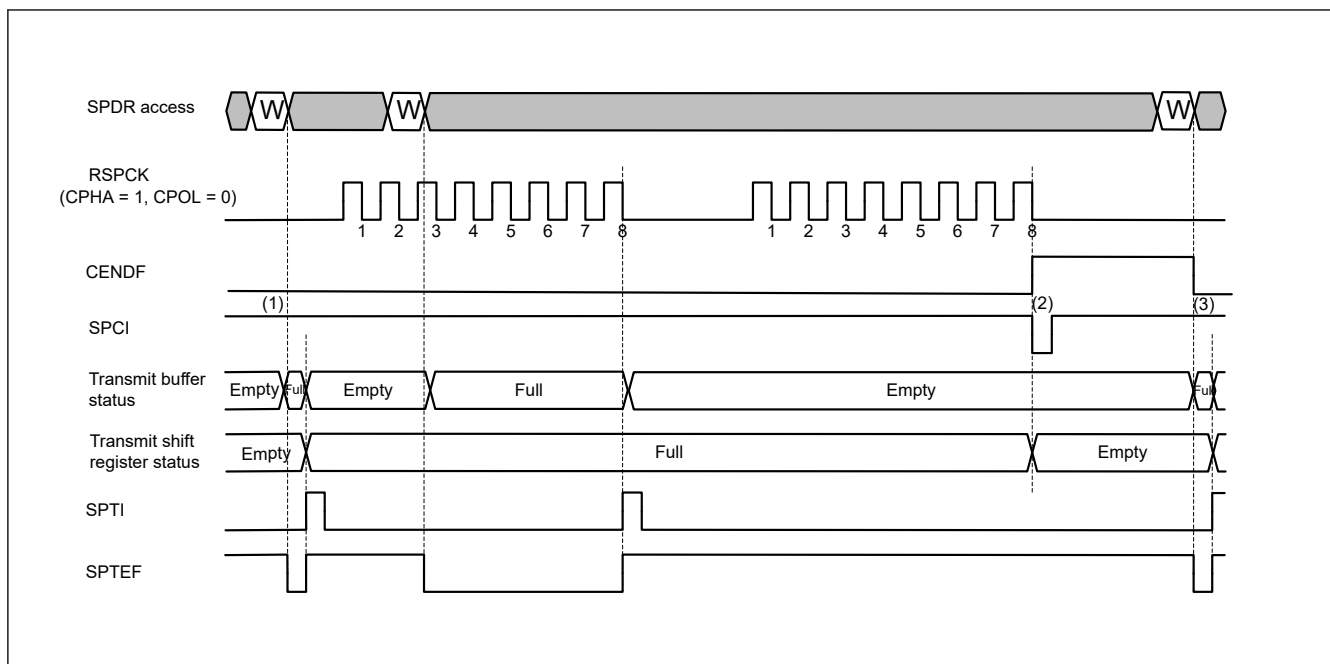 SPDR access
W W W
RSPCK
(CPHA = 1, CPOL = 0)
1 2 3 4 5 6 7 8 1 2 3 4 5 6 7 8
CENDF
(1) (2) (3)
SPCI
Transmit buffer
status
Empty Full Empty Full Empty Full
Transmit shift
register status
Empty Full Empty
SPTI
SPTEF